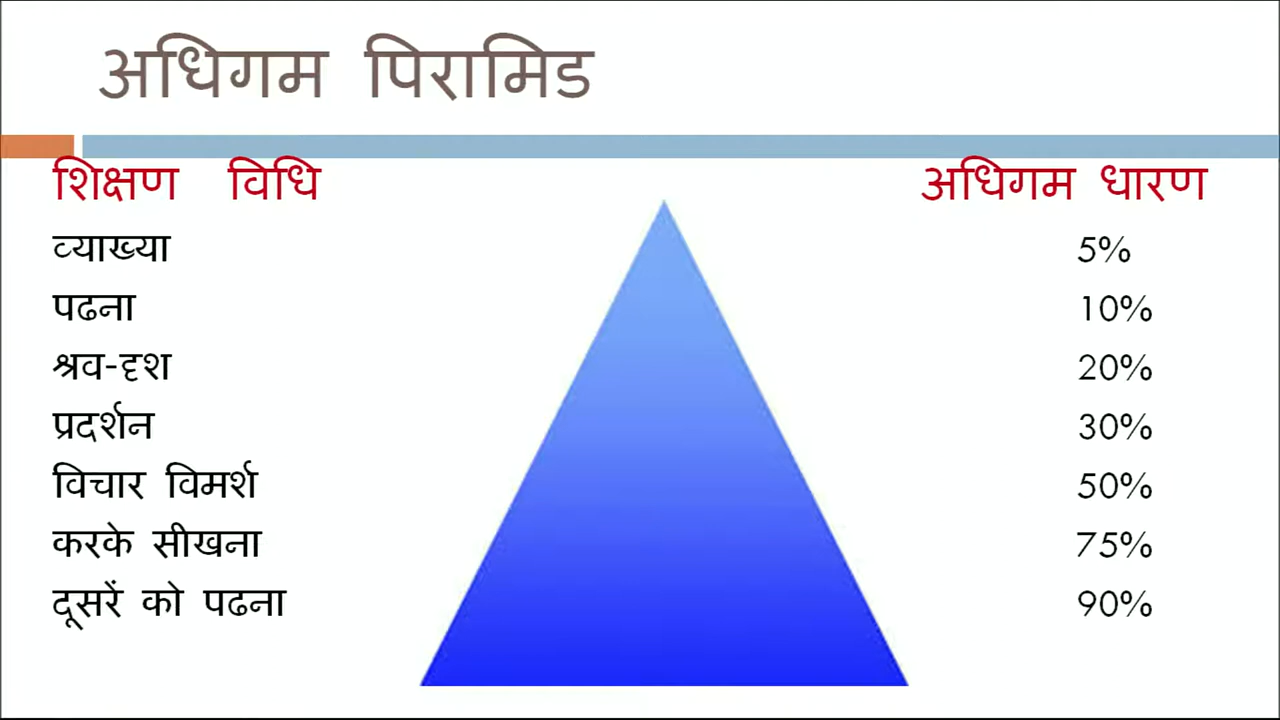 अधिगम पिरामिड
शिक्षण विधि अधिगम धारण
व्याख्या 5%
पढना 10%
श्रव-दृश 20%
प्रदर्शन 30%
विचार विमर्श 50%
करके सीखना 75%
दूसरें को पढना 90%